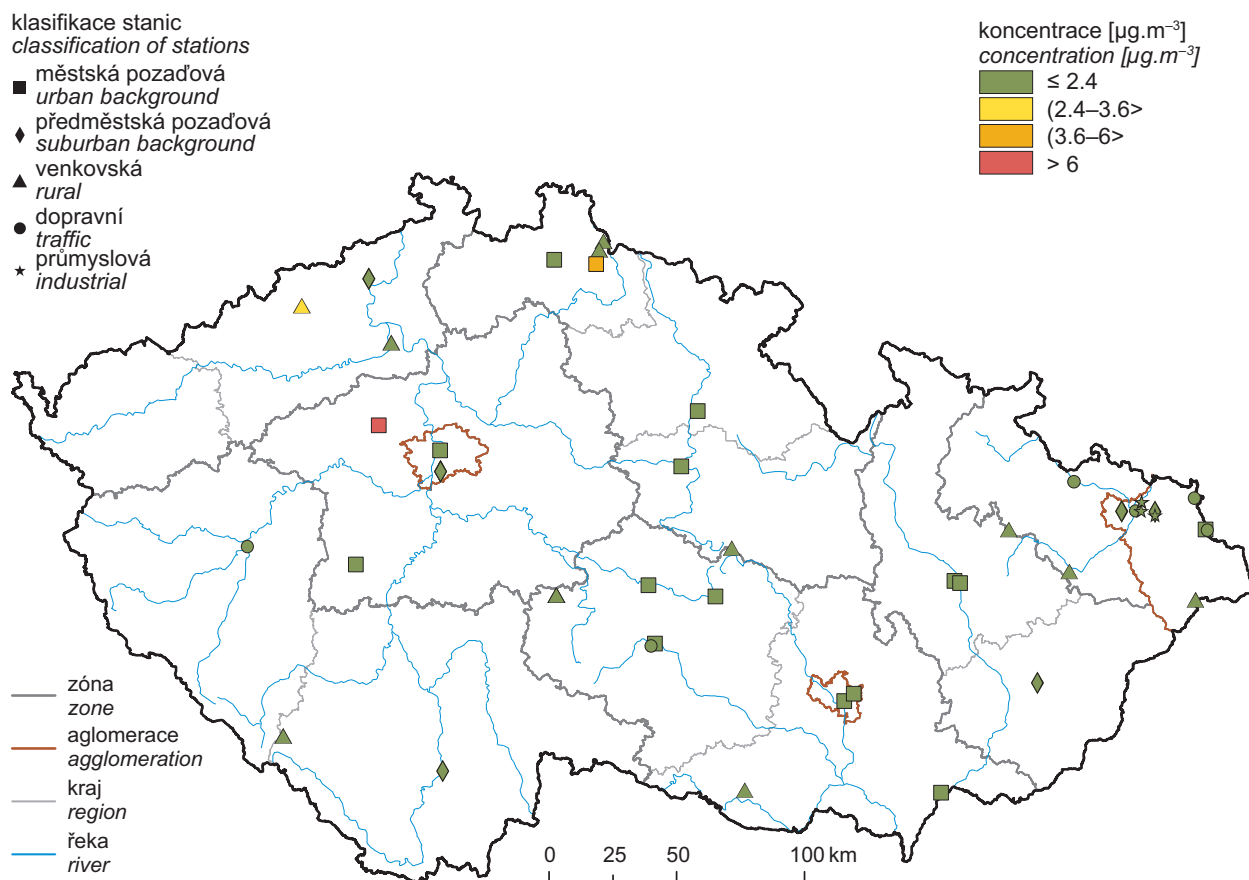 klasifikace stanic
classification of stations
městská pozaďová
urban background
předměstská pozaďová
suburban background
venkovská
rural
dopravní
traffic
průmyslová
industrial
koncentrace [µg.m⁻³]
concentration [µg.m⁻³]
≤ 2.4
(2.4–3.6>
(3.6–6>
> 6
zóna
zone
aglomerace
agglomeration
kraj
region
řeka
river
0 25 50 100 km